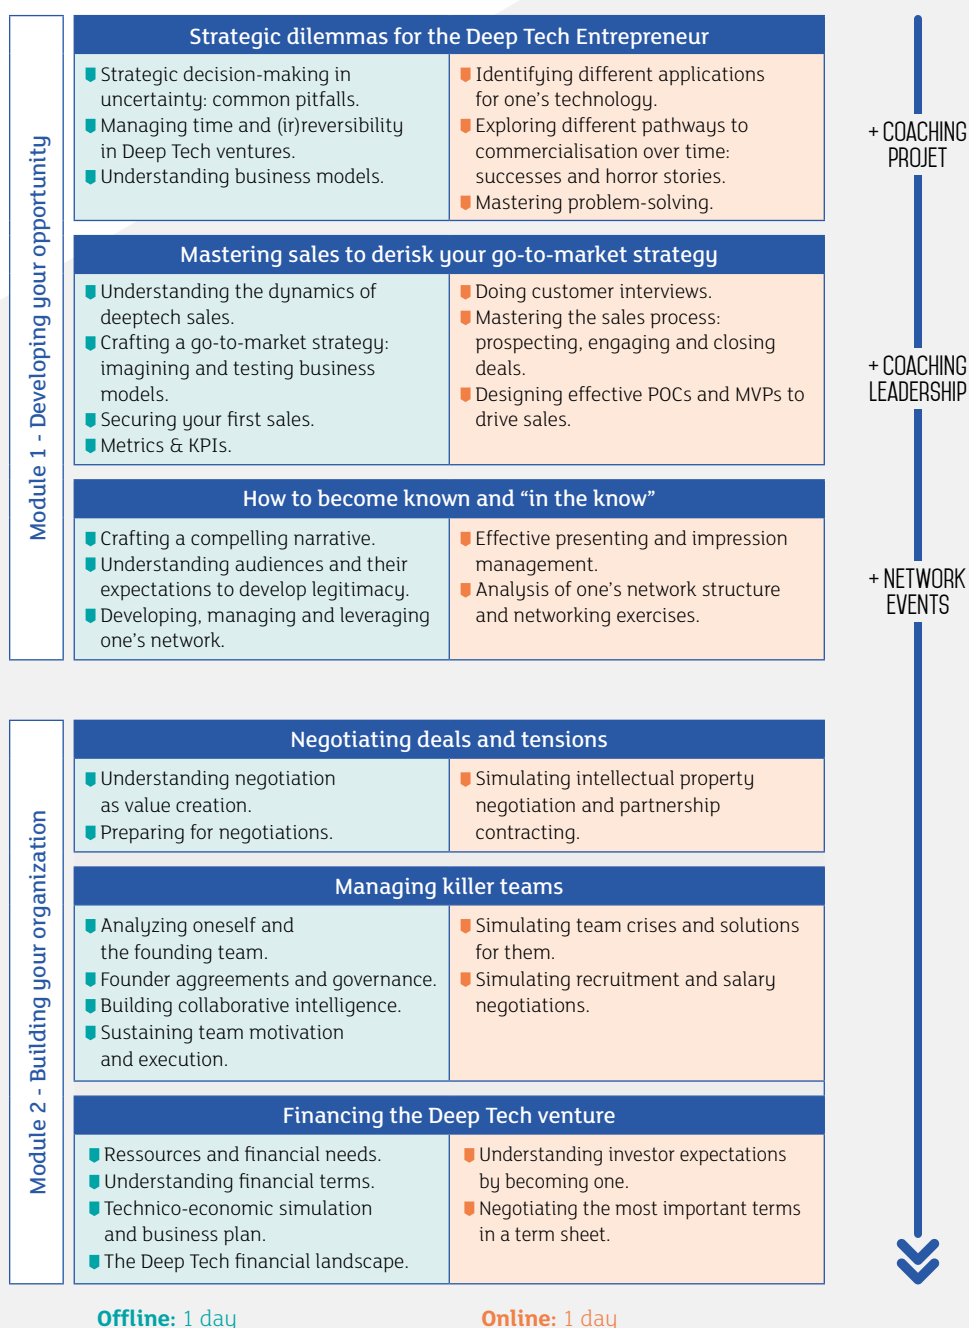 Module 1 - Developing your opportunity
Strategic dilemmas for the Deep Tech Entrepreneur
Strategic decision-making in
uncertainty: common pitfalls.
Managing time and (ir)reversibility
in Deep Tech ventures.
Understanding business models.
Identifying different applications
for one's technology.
Exploring different pathways to
commercialisation over time:
successes and horror stories.
Mastering problem-solving.
Mastering sales to derisk your go-to-market strategy
Understanding the dynamics of
deeptech sales.
Crafting a go-to-market strategy:
imagining and testing business
models.
Securing your first sales.
Metrics & KPIs.
Doing customer interviews.
Mastering the sales process:
prospecting, engaging and closing
deals.
Designing effective POCs and MVPs to
drive sales.
How to become known and “in the know”
Crafting a compelling narrative.
Understanding audiences and their
expectations to develop legitimacy.
Developing, managing and leveraging
one's network.
Effective presenting and impression
management.
Analysis of one's network structure
and networking exercises.
Module 2 - Building your organization
Negotiating deals and tensions
Understanding negotiation
as value creation.
Preparing for negotiations.
Simulating intellectual property
negotiation and partnership
contracting.
Managing killer teams
Analyzing oneself and
the founding team.
Founder aggreements and governance.
Building collaborative intelligence.
Sustaining team motivation
and execution.
Simulating team crises and solutions
for them.
Simulating recruitment and salary
negotiations.
Financing the Deep Tech venture
Ressources and financial needs.
Understanding financial terms.
Technico-economic simulation
and business plan.
The Deep Tech financial landscape.
Understanding investor expectations
by becoming one.
Negotiating the most important terms
in a term sheet.
Offline: 1 day
Online: 1 day
+ COACHING
PROJET
+ COACHING
LEADERSHIP
+ NETWORK
EVENTS